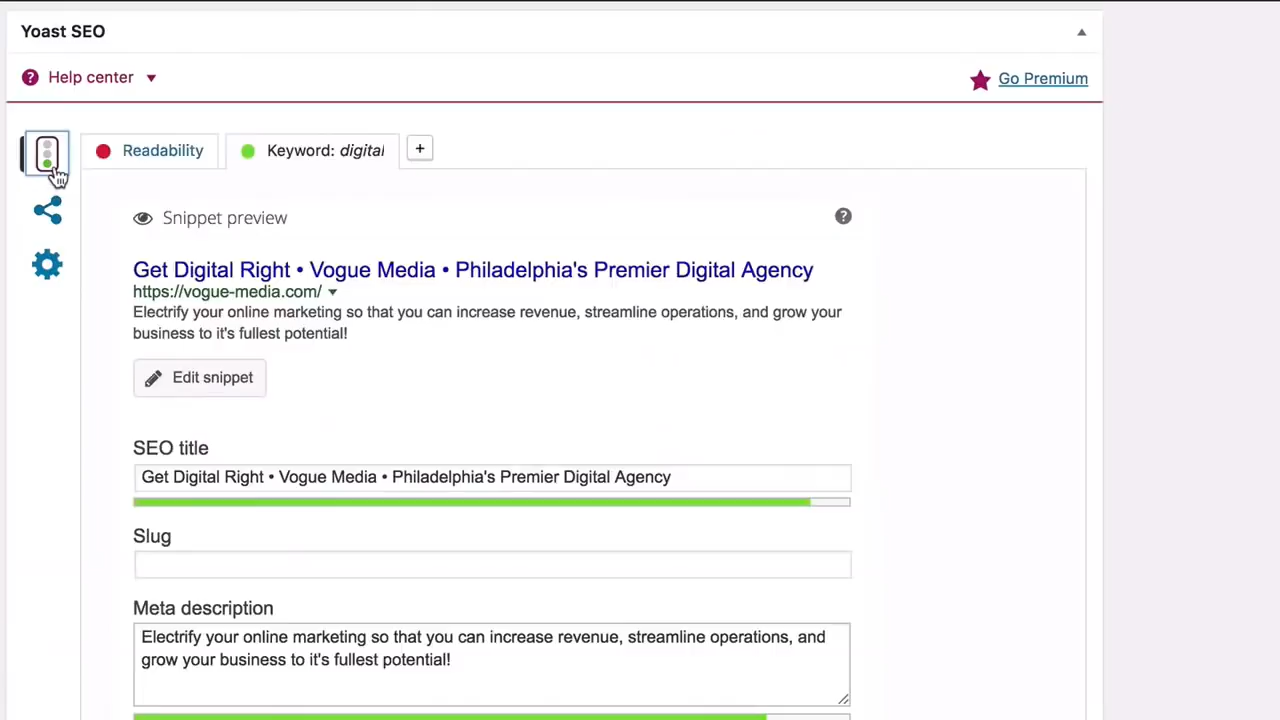 Yoast SEO
Help center
Go Premium
Readability
Keyword: digital
+
Snippet preview
?
Get Digital Right • Vogue Media • Philadelphia's Premier Digital Agency
https://vogue-media.com/
Electrify your online marketing so that you can increase revenue, streamline operations, and grow your
business to it's fullest potential!
Edit snippet
SEO title
Get Digital Right • Vogue Media • Philadelphia's Premier Digital Agency
Slug
Meta description
Electrify your online marketing so that you can increase revenue, streamline operations, and
grow your business to it's fullest potential!